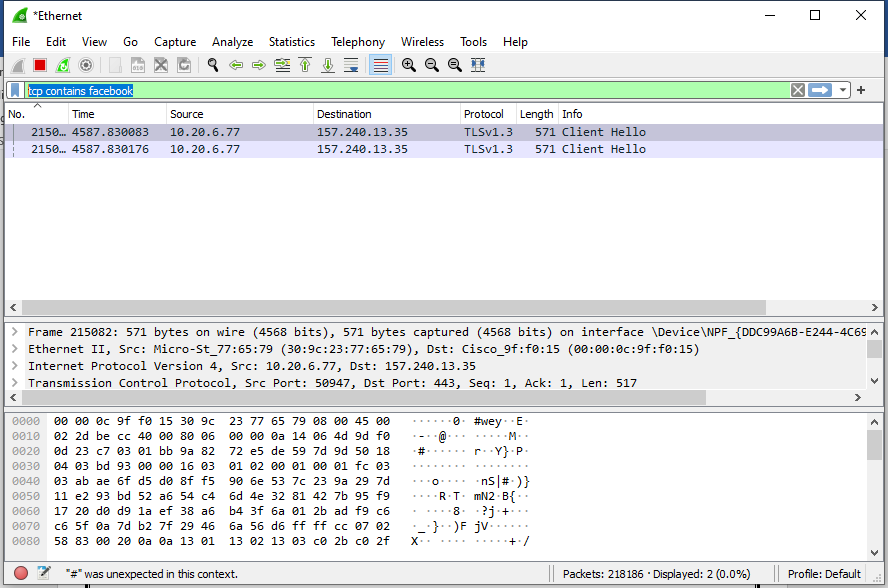 *Ethernet
File Edit View Go Capture Analyze Statistics Telephony Wireless Tools Help
tcp contains facebook
No. Time Source Destination Protocol Length Info
2150… 4587.830083 10.20.6.77 157.240.13.35 TLSv1.3 571 Client Hello
2150… 4587.830176 10.20.6.77 157.240.13.35 TLSv1.3 571 Client Hello
Frame 215082: 571 bytes on wire (4568 bits), 571 bytes captured (4568 bits) on interface \Device\NPF_{DDC99A6B-E244-4C69
Ethernet II, Src: Micro-St_77:65:79 (30:9c:23:77:65:79), Dst: Cisco_9f:f0:15 (00:00:0c:9f:f0:15)
Internet Protocol Version 4, Src: 10.20.6.77, Dst: 157.240.13.35
Transmission Control Protocol, Src Port: 50947, Dst Port: 443, Seq: 1, Ack: 1, Len: 517
0000 00 00 0c 9f f0 15 30 9c 23 77 65 79 08 00 45 00 ······0· #wey··E·
0010 02 2d be cc 40 00 80 06 00 00 0a 14 06 4d 9d f0 ·-··@··· ·····M··
0020 0d 23 c7 03 01 bb 9a 82 72 e5 de 59 7d 9d 50 18 ·#······ r··Y}·P·
0030 04 03 bd 93 00 00 16 03 01 02 00 01 00 01 fc 03 ········ ········
0040 03 ab ae 6f d5 d0 8f f5 90 6e 53 7c 23 9a 29 7d ···o···· ·nS|#·)}
0050 11 e2 93 bd 52 a6 54 c4 6d 4e 32 81 42 7b 95 f9 ····R·T· mN2·B{··
0060 17 20 d0 d9 1a ef 38 a6 b4 3f 6a 01 2b ad f9 c6 · ····8· ·?j·+···
0070 c6 5f 0a 7d b2 7f 29 46 6a 56 d6 ff ff cc 07 02 ·_·}··)F jV······
0080 58 83 00 20 0a 0a 13 01 13 02 13 03 c0 2b c0 2f X·· ···· ·····+·/
"#" was unexpected in this context. Packets: 218186 · Displayed: 2 (0.0%) Profile: Default